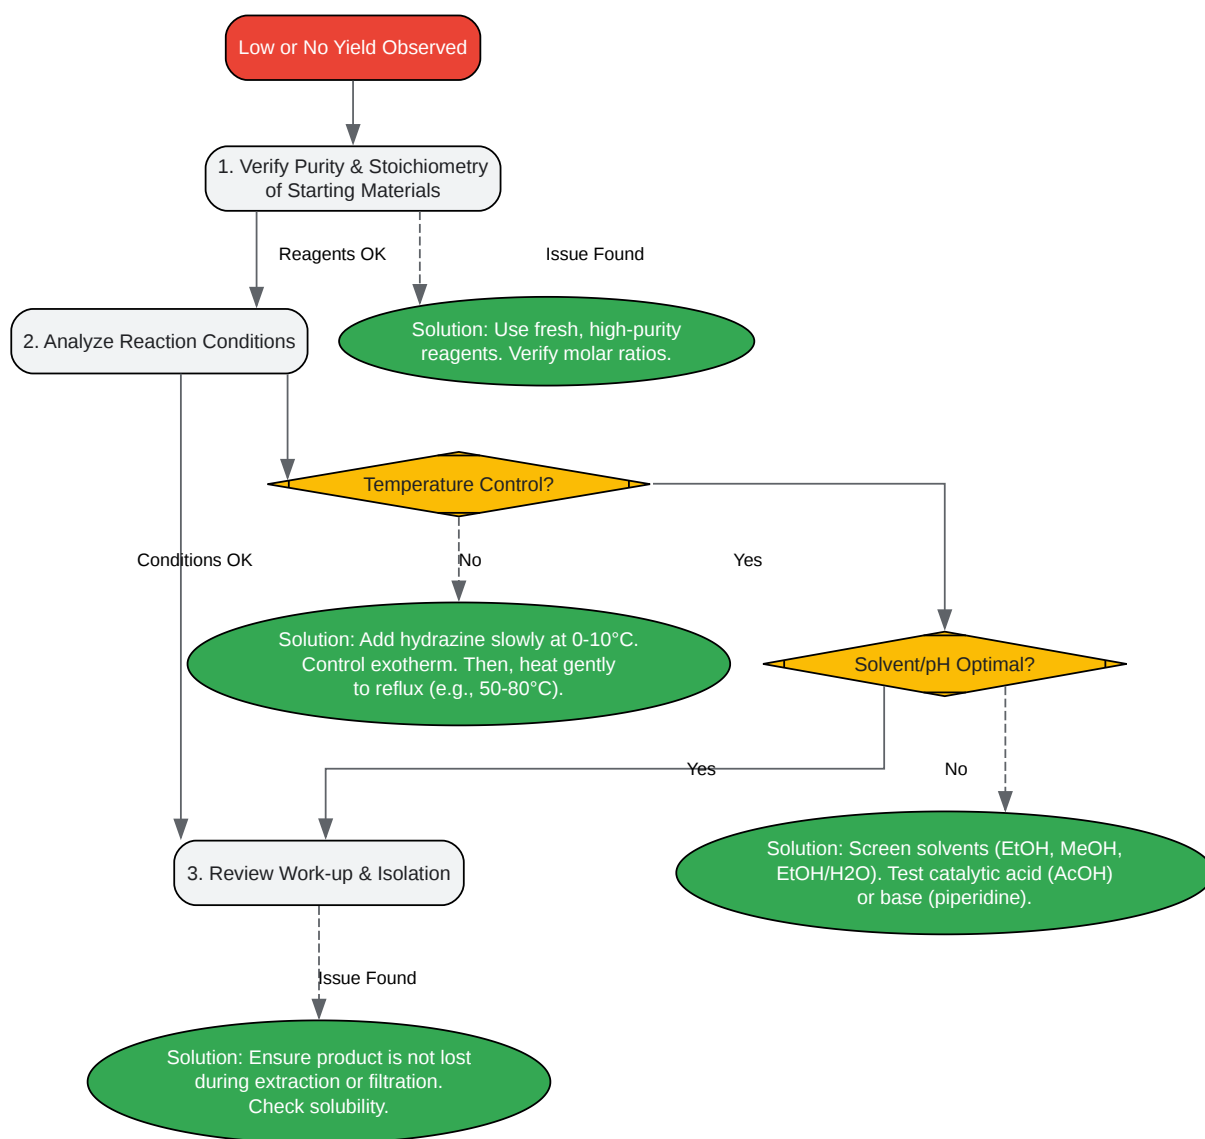 Low or No Yield Observed
1. Verify Purity & Stoichiometry
of Starting Materials
Reagents OK
Issue Found
2. Analyze Reaction Conditions
Solution: Use fresh, high-purity
reagents. Verify molar ratios.
Temperature Control?
Conditions OK
No
Yes
Solution: Add hydrazine slowly at 0-10°C.
Control exotherm. Then, heat gently
to reflux (e.g., 50-80°C).
Solvent/pH Optimal?
Yes
No
3. Review Work-up & Isolation
Solution: Screen solvents (EtOH, MeOH,
EtOH/H2O). Test catalytic acid (AcOH)
or base (piperidine).
Issue Found
Solution: Ensure product is not lost
during extraction or filtration.
Check solubility.